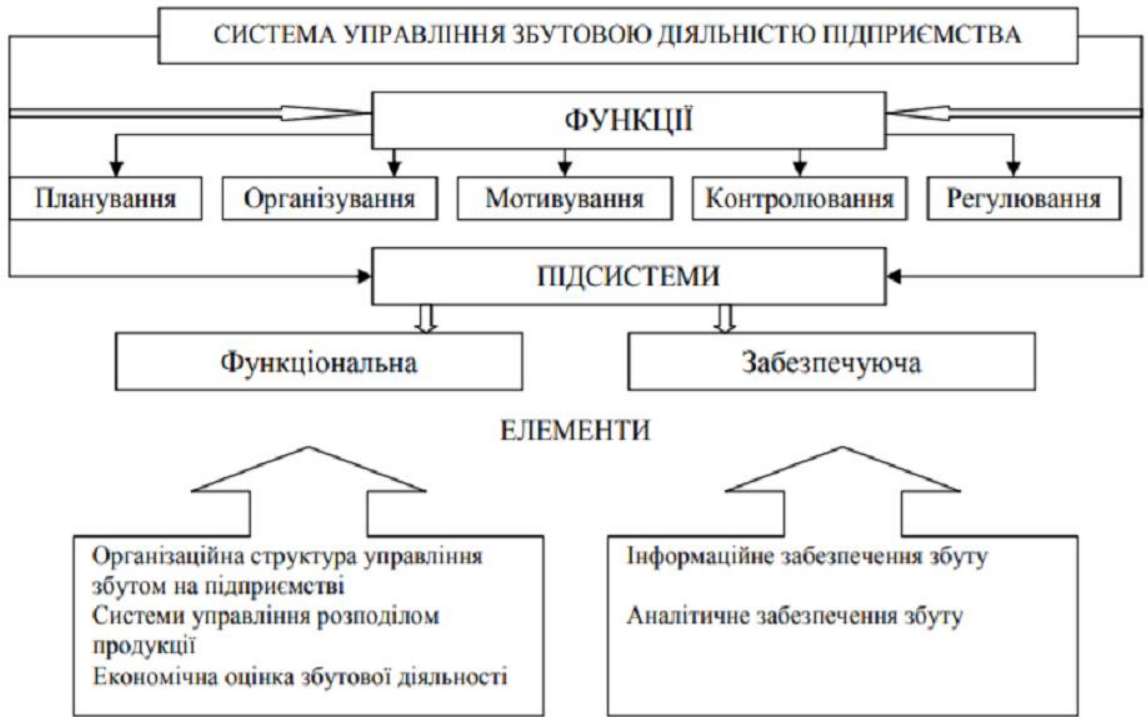 СИСТЕМА УПРАВЛІННЯ ЗБУТОВОЮ ДІЯЛЬНІСТЮ ПІДПРИЄМСТВА
ФУНКЦІЇ
Планування
Організування
Мотивування
Контролювання
Регулювання
ПІДСИСТЕМИ
Функціональна
Забезпечуюча
ЕЛЕМЕНТИ
Організаційна структура управління
збутом на підприємстві
Системи управління розподілом
продукції
Економічна оцінка збутової діяльності
Інформаційне забезпечення збуту
Аналітичне забезпечення збуту